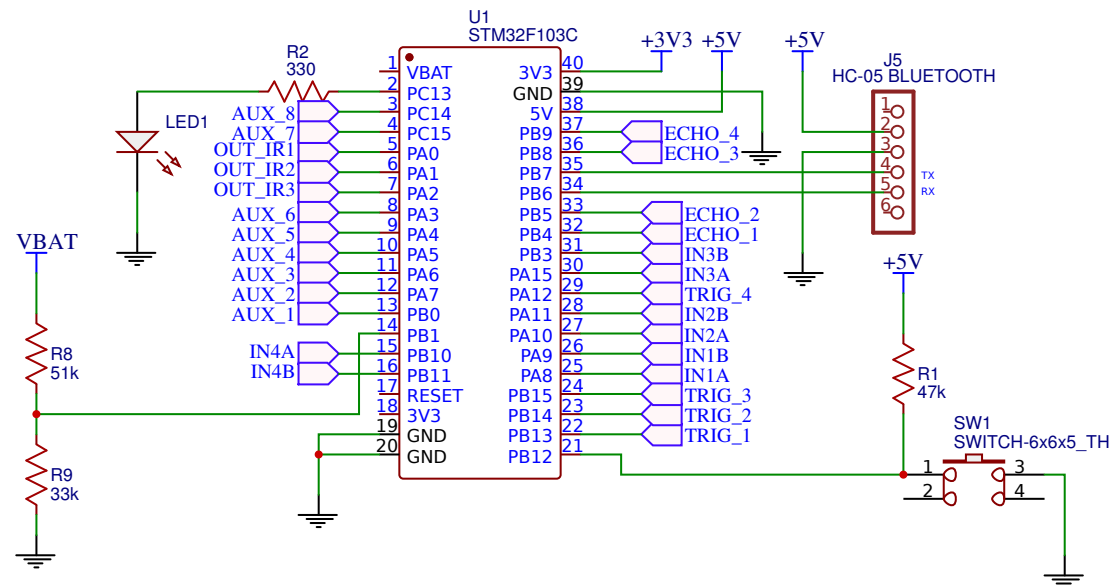 U1
STM32F103C
1 VBAT
2 PC13
3 PC14
4 PC15
5 PA0
6 PA1
7 PA2
8 PA3
9 PA4
10 PA5
11 PA6
12 PA7
13 PB0
14 PB1
15 PB10
16 PB11
17 RESET
18 3V3
19 GND
20 GND
3V3 40
GND 39
5V 38
PB9 37
PB8 36
PB7 35
PB6 34
PB5 33
PB4 32
PB3 31
PA15 30
PA12 29
PA11 28
PA10 27
PA9 26
PA8 25
PB15 24
PB14 23
PB13 22
PB12 21
R2
330
LED1
AUX_8
AUX_7
OUT_IR1
OUT_IR2
OUT_IR3
AUX_6
AUX_5
AUX_4
AUX_3
AUX_2
AUX_1
IN4A
IN4B
VBAT
R8
51k
R9
33k
+3V3
+5V
ECHO_4
ECHO_3
ECHO_2
ECHO_1
IN3B
IN3A
TRIG_4
IN2B
IN2A
IN1B
IN1A
TRIG_3
TRIG_2
TRIG_1
+5V
J5
HC-05 BLUETOOTH
1
2
3
4 TX
5 RX
6
+5V
R1
47k
SW1
SWITCH-6x6x5_TH
1 3
2 4